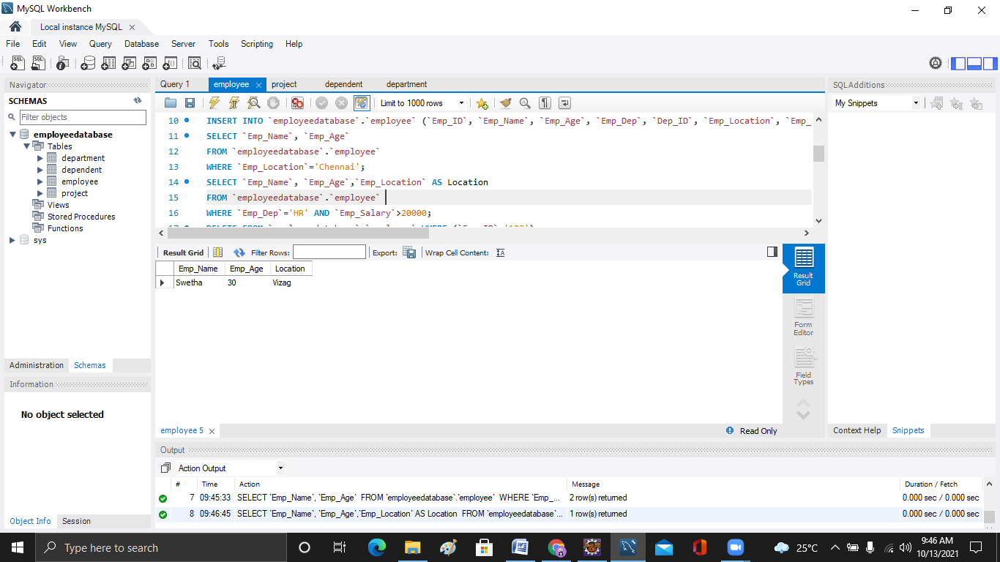 MySQL Workbench
Local instance MySQL
File Edit View Query Database Server Tools Scripting Help
Navigator
SCHEMAS
Filter objects
employeedatabase
Tables
department
dependent
employee
project
Views
Stored Procedures
Functions
sys
Administration Schemas
Information
No object selected
Object Info Session
Query 1 employee project dependent department
Limit to 1000 rows
10 INSERT INTO `employeedatabase`.`employee` (`Emp_ID`, `Emp_Name`, `Emp_Age`, `Emp_Dep`, `Dep_ID`, `Emp_Location`, `Emp_
11 SELECT `Emp_Name`, `Emp_Age`
12 FROM `employeedatabase`.`employee`
13 WHERE `Emp_Location`='Chennai';
14 SELECT `Emp_Name`, `Emp_Age`,`Emp_Location` AS Location
15 FROM `employeedatabase`.`employee`
16 WHERE `Emp_Dep`='HR' AND `Emp_Salary`>20000;
Result Grid Filter Rows: Export: Wrap Cell Content:
Emp_Name Emp_Age Location
Swetha 30 Vizag
Result Grid
Form Editor
Field Types
employee 5
Read Only
SQLAdditions
My Snippets
Context Help Snippets
Output
Action Output
# Time Action Message Duration / Fetch
7 09:45:33 SELECT `Emp_Name`, `Emp_Age` FROM `employeedatabase`.`employee` WHERE `Emp_... 2 row(s) returned 0.000 sec / 0.000 sec
8 09:46:45 SELECT `Emp_Name`, `Emp_Age`,`Emp_Location` AS Location FROM `employeedatabase`... 1 row(s) returned 0.000 sec / 0.000 sec
Type here to search
25°C
9:46 AM
10/13/2021